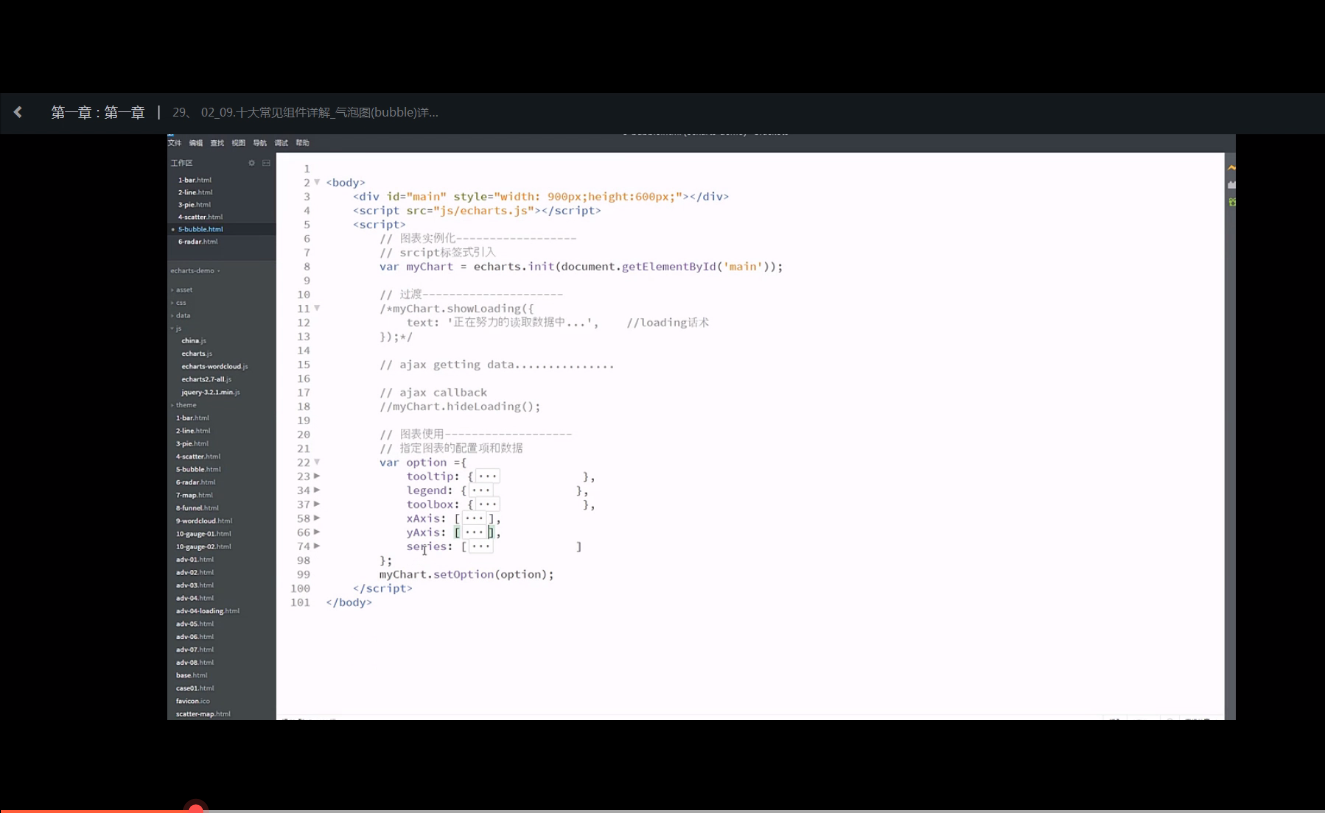 第一章 : 第一章 | 29、 02_09.十大常见组件详解_气泡图(bubble)详...
文件 编辑 查找 视图 导航 调试 帮助
工作区
1-bar.html
2-line.html
3-pie.html
4-scatter.html
5-bubble.html
6-radar.html
echarts-demo
asset
css
data
js
china.js
echarts.js
echarts-wordcloud.js
echarts2.7-all.js
jquery-3.2.1.min.js
theme
1-bar.html
2-line.html
3-pie.html
4-scatter.html
5-bubble.html
6-radar.html
7-map.html
8-funnel.html
9-wordcloud.html
10-gauge-01.html
10-gauge-02.html
adv-01.html
adv-02.html
adv-03.html
adv-04.html
adv-04-loading.html
adv-05.html
adv-06.html
adv-07.html
adv-08.html
base.html
case01.html
favicon.ico
scatter-map.html
1
2 <body>
3 <div id="main" style="width: 900px;height:600px;"></div>
4 <script src="js/echarts.js"></script>
5 <script>
6 // 图表实例化------------------
7 // srcipt标签式引入
8 var myChart = echarts.init(document.getElementById('main'));
9
10 // 过渡---------------------
11 /*myChart.showLoading({
12 text: '正在努力的读取数据中...', //loading话术
13 });*/
14
15 // ajax getting data...............
16
17 // ajax callback
18 //myChart.hideLoading();
19
20 // 图表使用-------------------
21 // 指定图表的配置项和数据
22 var option ={
23 tooltip: {··· },
34 legend: {··· },
37 toolbox: {··· },
58 xAxis: [···],
66 yAxis: [···],
74 series: [··· ]
98 };
99 myChart.setOption(option);
100 </script>
101 </body>